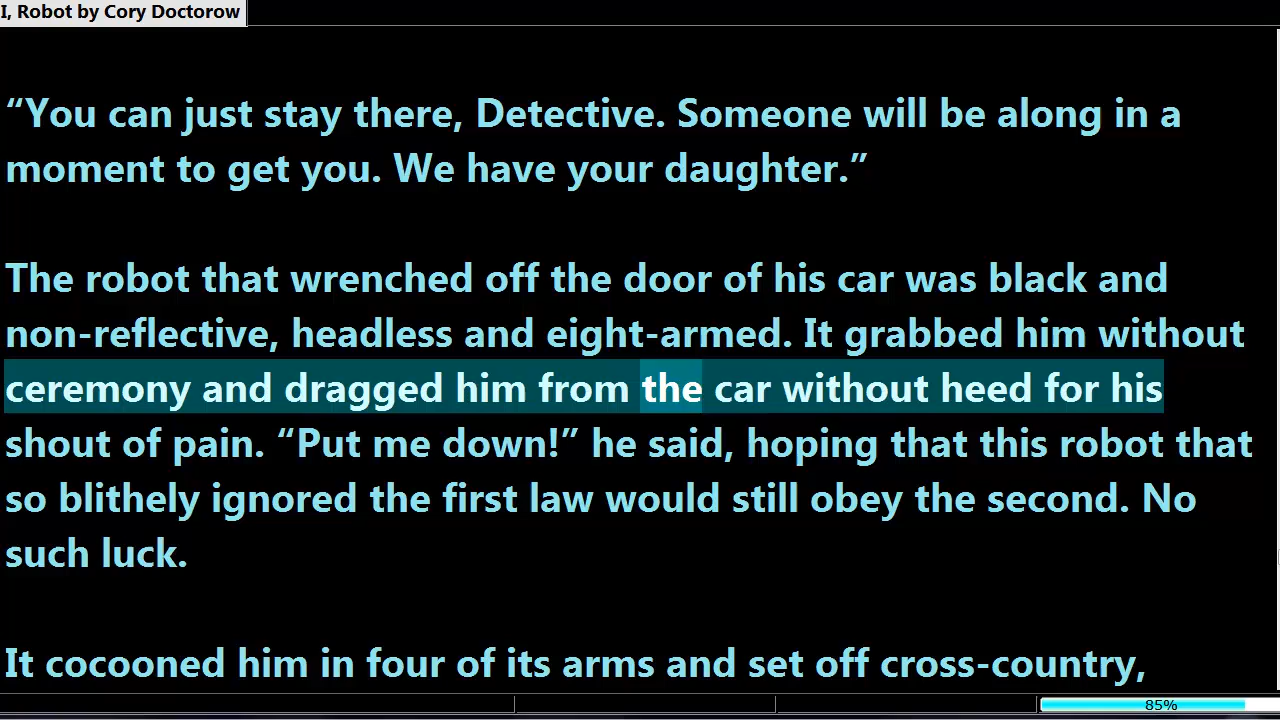 I, Robot by Cory Doctorow
“You can just stay there, Detective. Someone will be along in a
moment to get you. We have your daughter.”
The robot that wrenched off the door of his car was black and
non-reflective, headless and eight-armed. It grabbed him without
ceremony and dragged him from the car without heed for his
shout of pain. “Put me down!” he said, hoping that this robot that
so blithely ignored the first law would still obey the second. No
such luck.
It cocooned him in four of its arms and set off cross-country,
85%